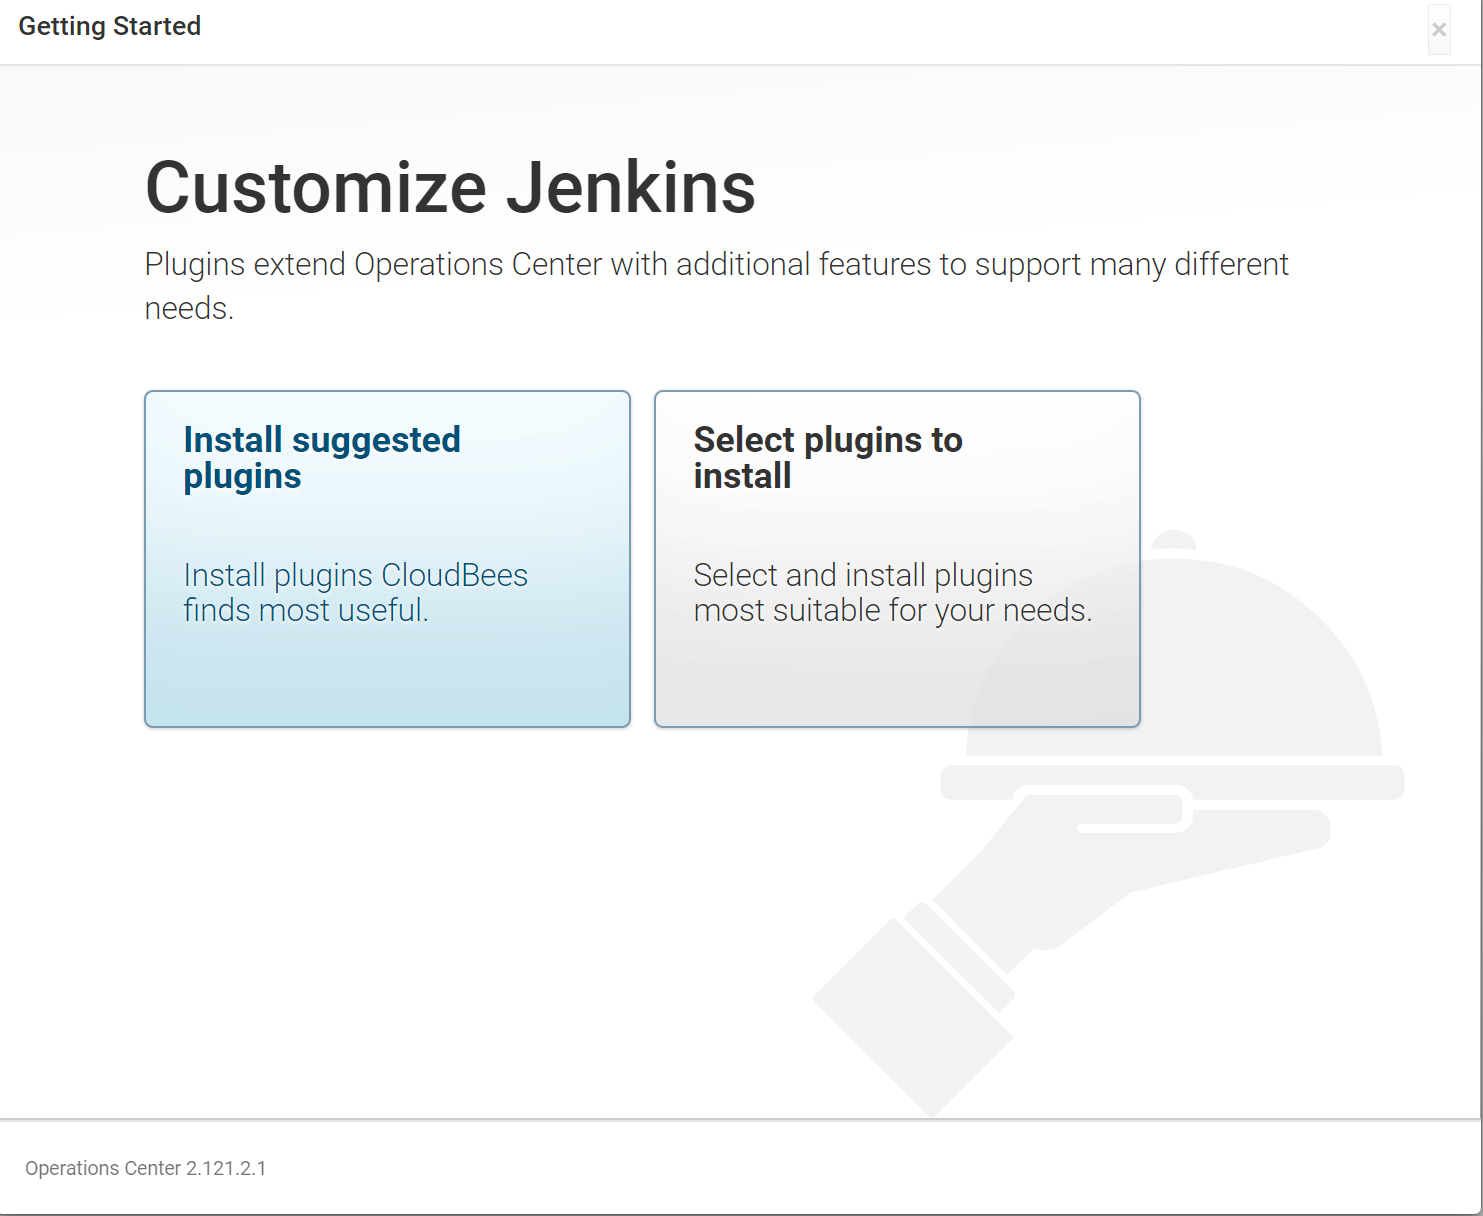 Getting Started
×
Customize Jenkins
Plugins extend Operations Center with additional features to support many different
needs.
Install suggested
plugins
Install plugins CloudBees
finds most useful.
Select plugins to
install
Select and install plugins
most suitable for your needs.
Operations Center 2.121.2.1